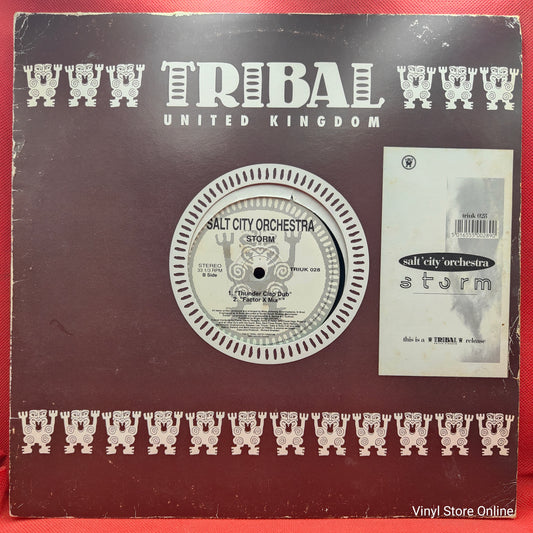 TRIBAL
UNITED KINGDOM
SALT CITY ORCHESTRA
STORM
STEREO
33 1/3 RPM
B Side
TRIUK 028
1. "Thunder Clap Dub"
2. "Factor X Mix"
triuk 028
salt'city'orchestra
storm
this is a TRIBAL release
Vinyl Store Online